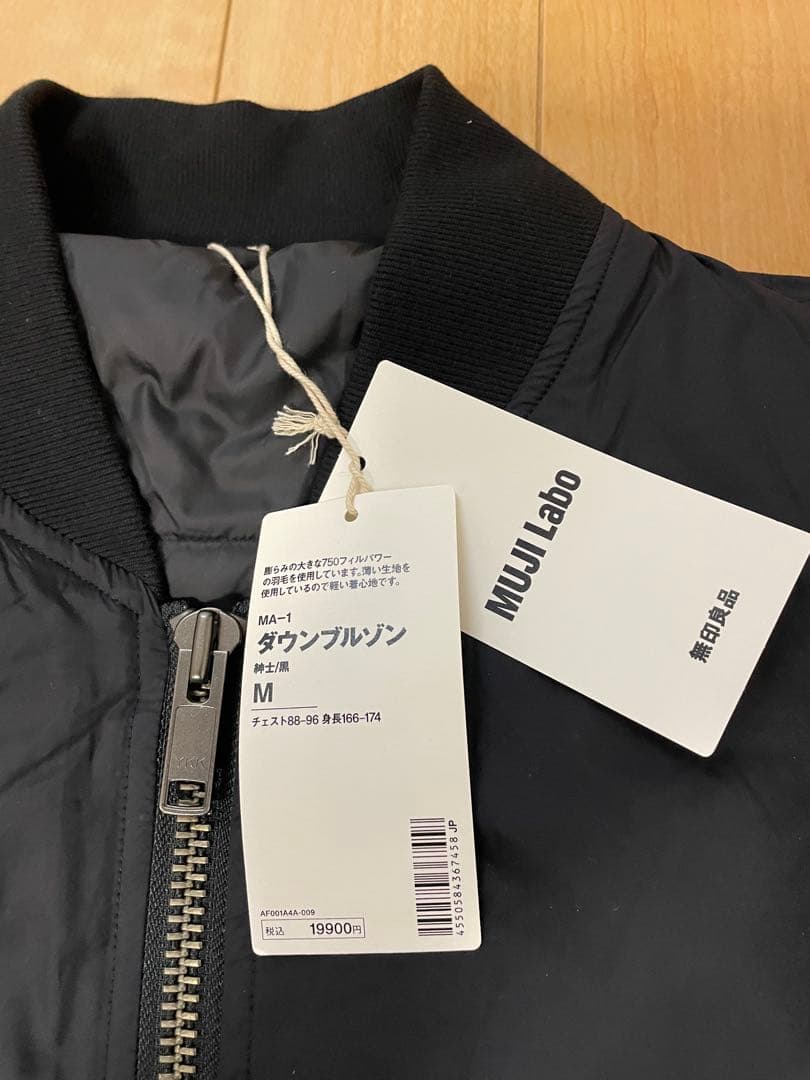 膨らみの大きな750フィルパワー
の羽毛を使用しています。薄い生地を
使用しているので軽い着心地です。
MA-1
ダウンブルゾン
紳士/黒
M
チェスト88-96 身長166-174
AF001A4A-009
税込 19900円
4550584367458 JP
MUJI Labo
無印良品
YKK